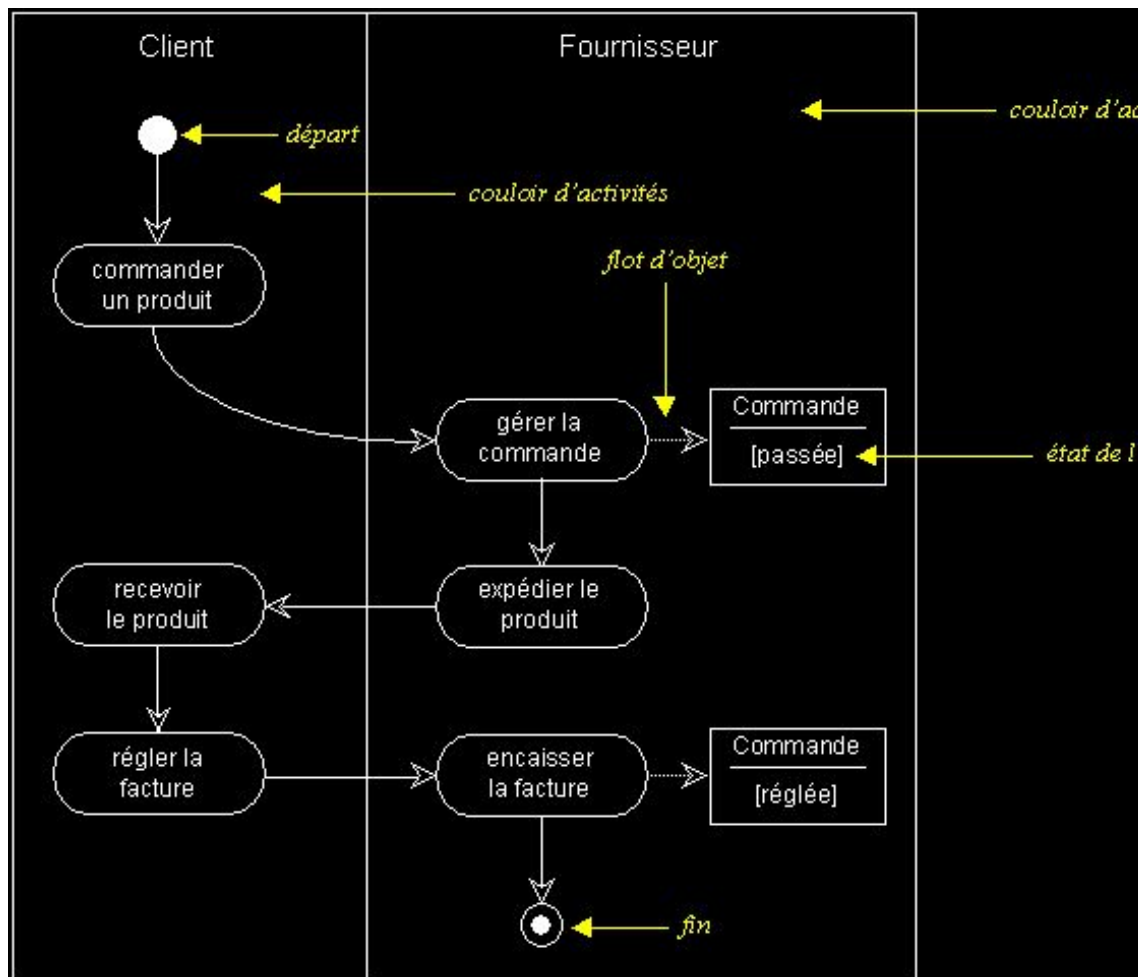 Client
Fournisseur
couloir d'ac
départ
couloir d'activités
commander
un produit
flot d'objet
gérer la
commande
Commande
[passée]
état de l
recevoir
le produit
expédier le
produit
régler la
facture
encaisser
la facture
Commande
[réglée]
fin